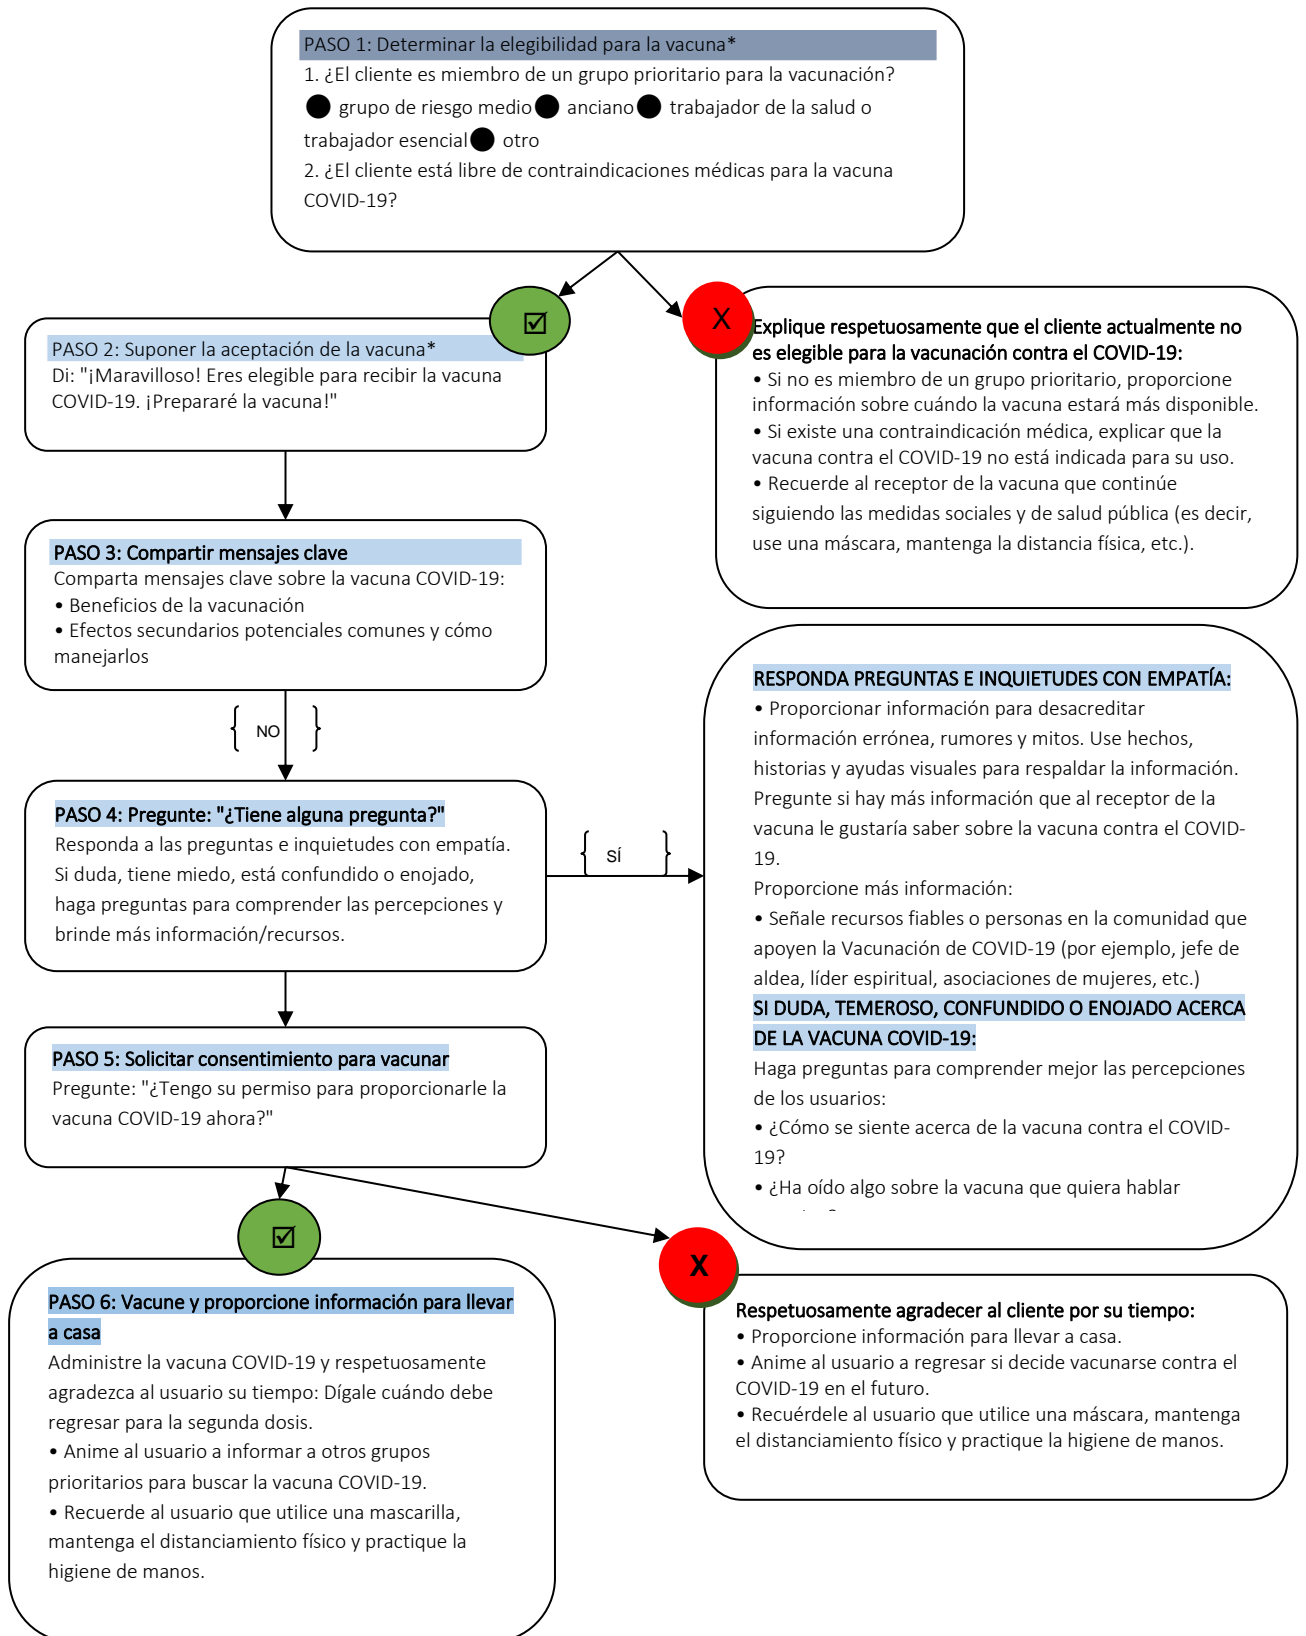 PASO 1: Determinar la elegibilidad para la vacuna*
1. ¿El cliente es miembro de un grupo prioritario para la vacunación?
● grupo de riesgo medio● anciano● trabajador de la salud o
trabajador esencial● otro
2. ¿El cliente está libre de contraindicaciones médicas para la vacuna
COVID-19?
☑
X
PASO 2: Suponer la aceptación de la vacuna*
Di: "¡Maravilloso! Eres elegible para recibir la vacuna
COVID-19. ¡Prepararé la vacuna!"
Explique respetuosamente que el cliente actualmente no
es elegible para la vacunación contra el COVID-19:
• Si no es miembro de un grupo prioritario, proporcione
información sobre cuándo la vacuna estará más disponible.
• Si existe una contraindicación médica, explicar que la
vacuna contra el COVID-19 no está indicada para su uso.
• Recuerde al receptor de la vacuna que continúe
siguiendo las medidas sociales y de salud pública (es decir,
use una máscara, mantenga la distancia física, etc.).
PASO 3: Compartir mensajes clave
Comparta mensajes clave sobre la vacuna COVID-19:
• Beneficios de la vacunación
• Efectos secundarios potenciales comunes y cómo
manejarlos
{ NO }
PASO 4: Pregunte: "¿Tiene alguna pregunta?"
Responda a las preguntas e inquietudes con empatía.
Si duda, tiene miedo, está confundido o enojado,
haga preguntas para comprender las percepciones y
brinde más información/recursos.
{ SÍ }
RESPONDA PREGUNTAS E INQUIETUDES CON EMPATÍA:
• Proporcionar información para desacreditar
información errónea, rumores y mitos. Use hechos,
historias y ayudas visuales para respaldar la información.
Pregunte si hay más información que al receptor de la
vacuna le gustaría saber sobre la vacuna contra el COVID-
19.
Proporcione más información:
• Señale recursos fiables o personas en la comunidad que
apoyen la Vacunación de COVID-19 (por ejemplo, jefe de
aldea, líder espiritual, asociaciones de mujeres, etc.)
SI DUDA, TEMEROSO, CONFUNDIDO O ENOJADO ACERCA
DE LA VACUNA COVID-19:
Haga preguntas para comprender mejor las percepciones
de los usuarios:
• ¿Cómo se siente acerca de la vacuna contra el COVID-
19?
• ¿Ha oído algo sobre la vacuna que quiera hablar
PASO 5: Solicitar consentimiento para vacunar
Pregunte: "¿Tengo su permiso para proporcionarle la
vacuna COVID-19 ahora?"
☑
X
PASO 6: Vacune y proporcione información para llevar
a casa
Administre la vacuna COVID-19 y respetuosamente
agradezca al usuario su tiempo: Dígale cuándo debe
regresar para la segunda dosis.
• Anime al usuario a informar a otros grupos
prioritarios para buscar la vacuna COVID-19.
• Recuerde al usuario que utilice una mascarilla,
mantenga el distanciamiento físico y practique la
higiene de manos.
Respetuosamente agradecer al cliente por su tiempo:
• Proporcione información para llevar a casa.
• Anime al usuario a regresar si decide vacunarse contra el
COVID-19 en el futuro.
• Recuérdele al usuario que utilice una máscara, mantenga
el distanciamiento físico y practique la higiene de manos.